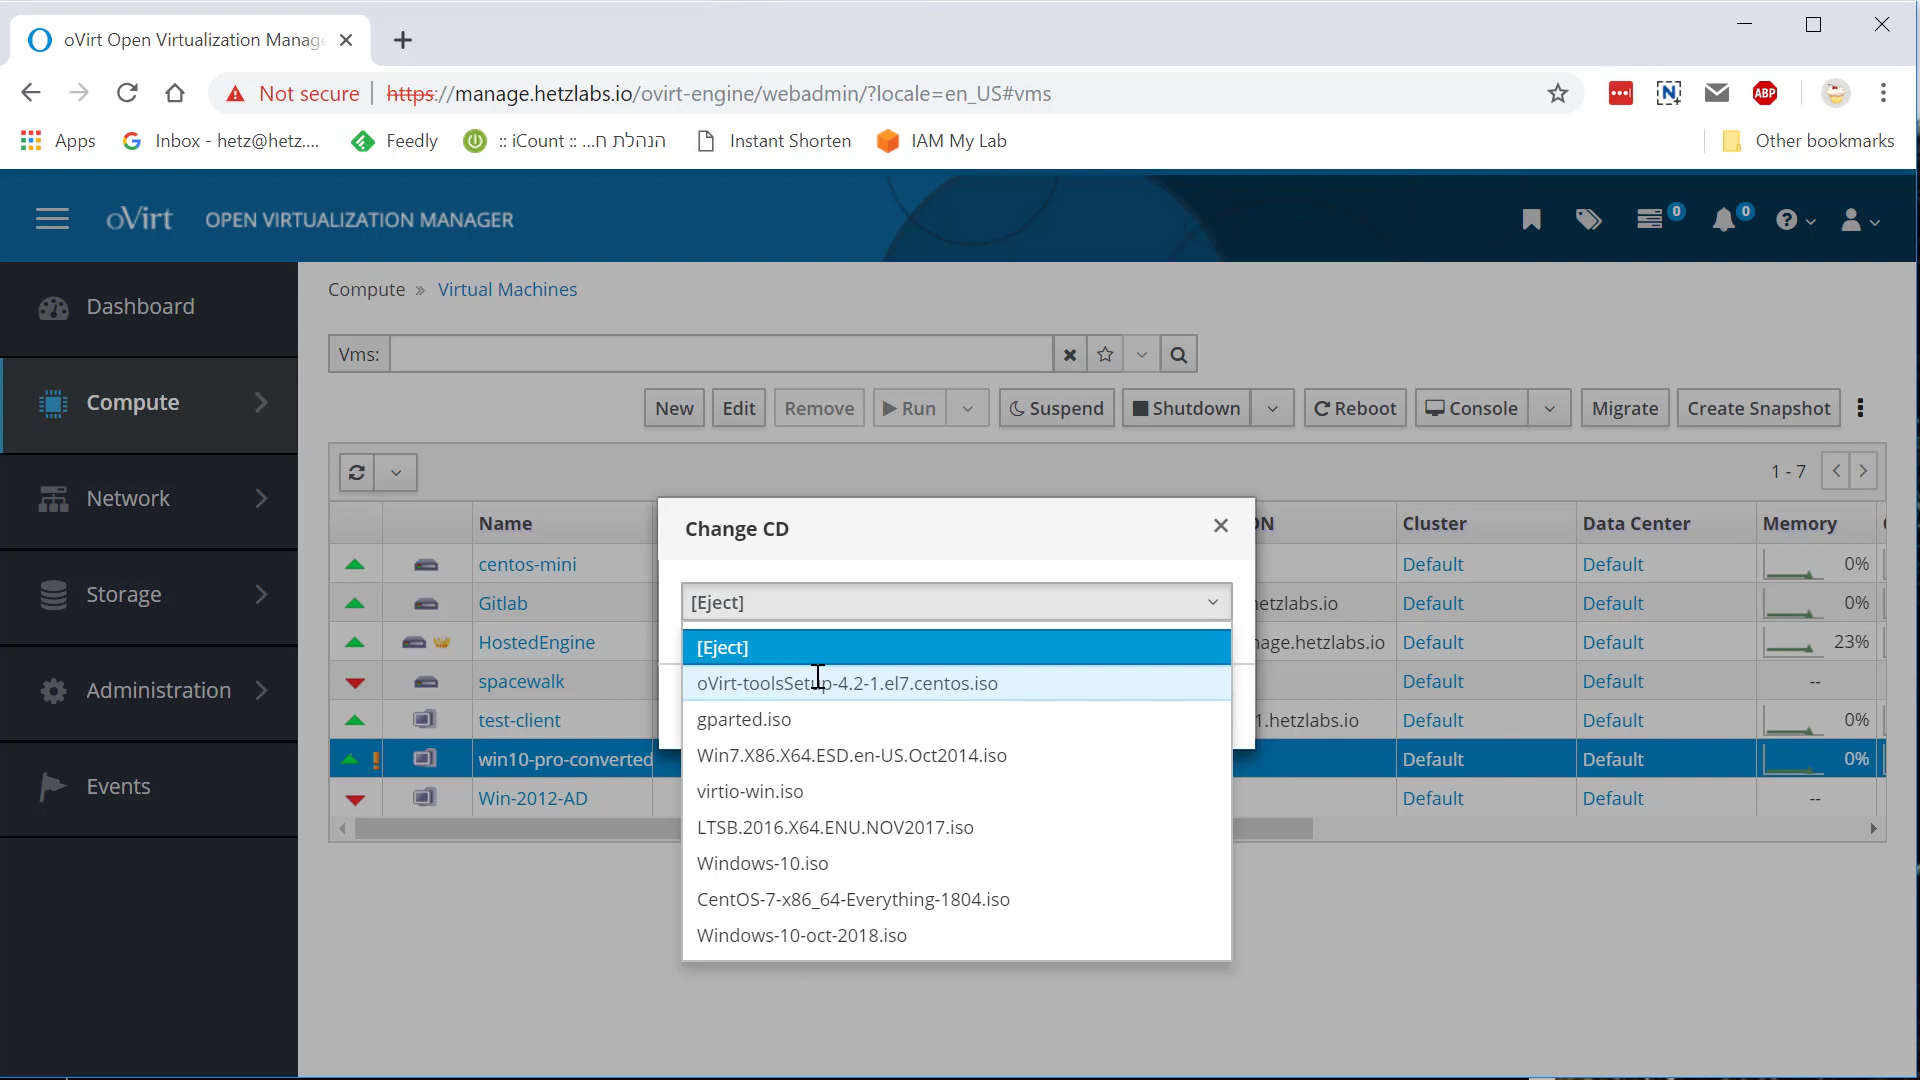 oVirt Open Virtualization Manag
Not secure
https://manage.hetzlabs.io/ovirt-engine/webadmin/?locale=en_US#vms
ABP
Apps
Inbox - hetz@hetz....
Feedly
:: iCount :: ...הנהלת ח
Instant Shorten
IAM My Lab
Other bookmarks
oVirt OPEN VIRTUALIZATION MANAGER
0
0
Dashboard
Compute
Network
Storage
Administration
Events
Compute » Virtual Machines
Vms:
New Edit Remove Run Suspend Shutdown Reboot Console Migrate Create Snapshot
1 - 7
Name Cluster Data Center Memory
centos-mini Default Default 0%
Gitlab hetzlabs.io Default Default 0%
HostedEngine nage.hetzlabs.io Default Default 23%
spacewalk Default Default --
test-client 1.hetzlabs.io Default Default 0%
win10-pro-converted Default Default 0%
Win-2012-AD Default Default --
Change CD
[Eject]
[Eject]
oVirt-toolsSetup-4.2-1.el7.centos.iso
gparted.iso
Win7.X86.X64.ESD.en-US.Oct2014.iso
virtio-win.iso
LTSB.2016.X64.ENU.NOV2017.iso
Windows-10.iso
CentOS-7-x86_64-Everything-1804.iso
Windows-10-oct-2018.iso